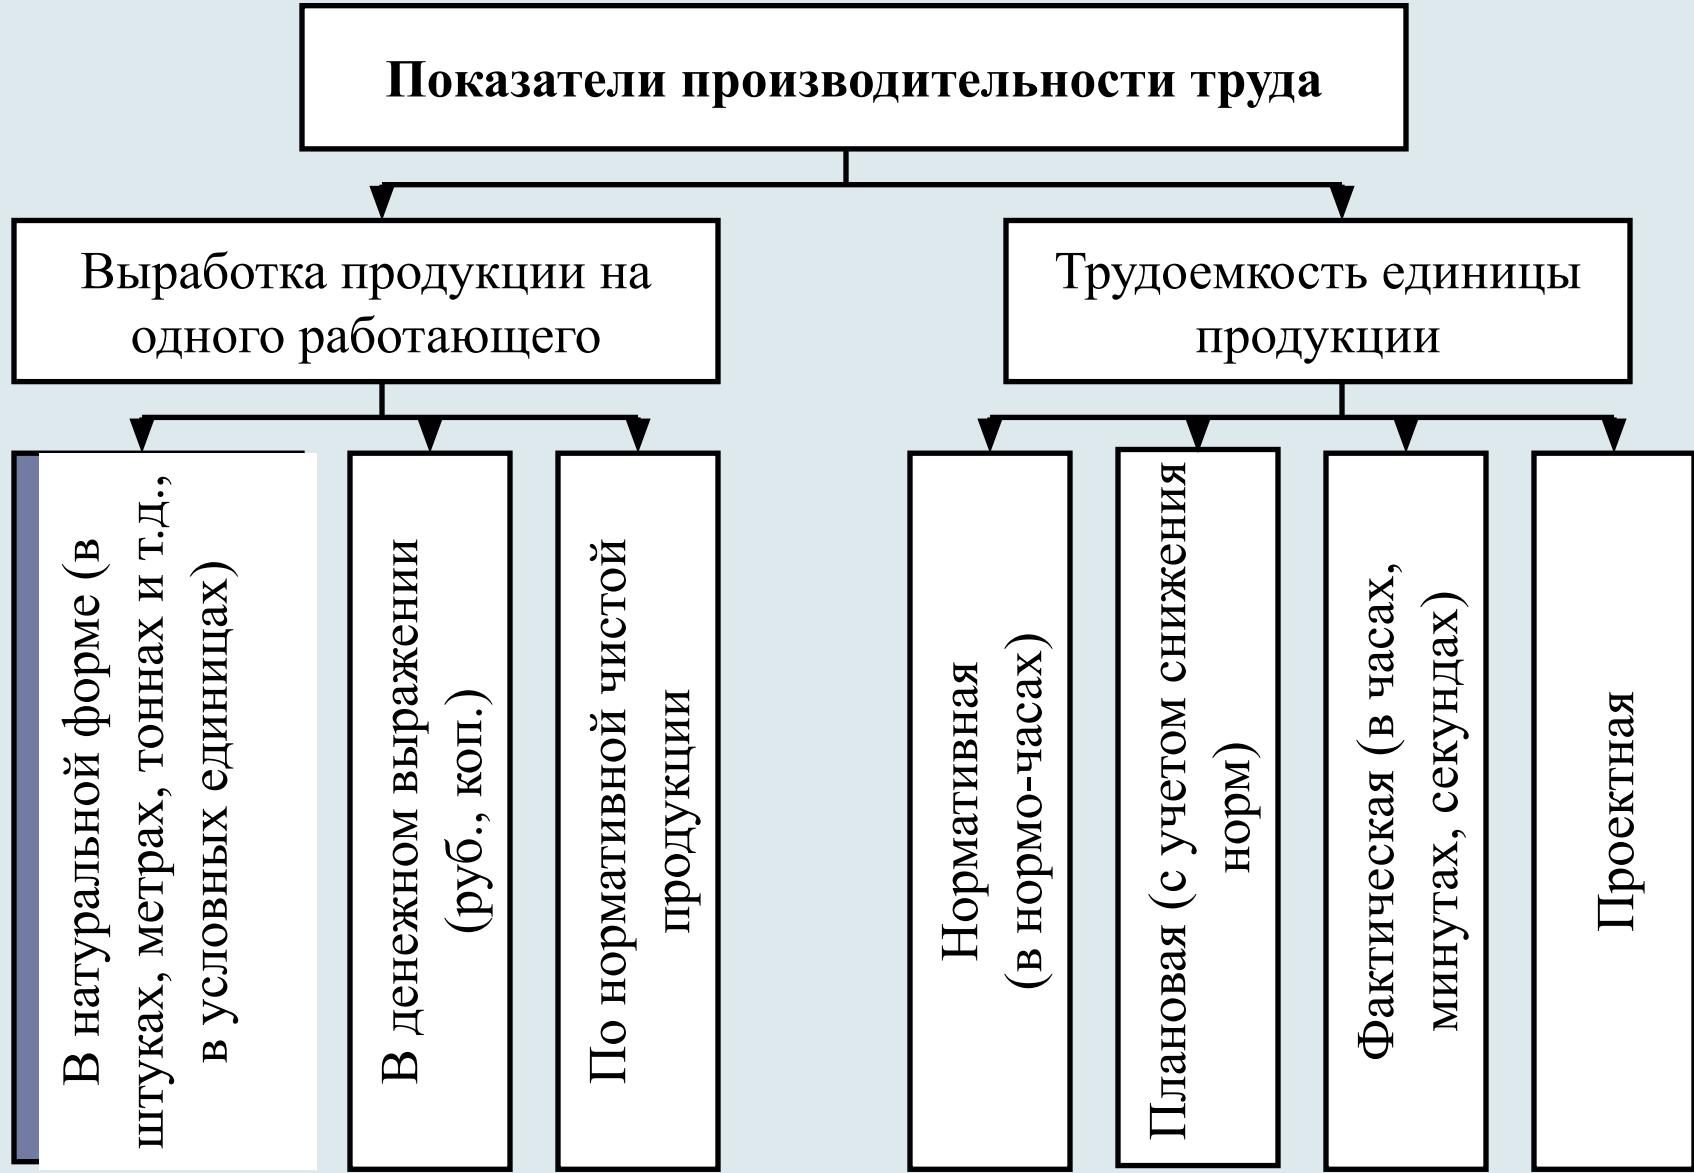 Показатели производительности труда
Выработка продукции на
одного работающего
Трудоемкость единицы
продукции
В натуральной форме (в
штуках, метрах, тоннах и т.д.,
в условных единицах)
В денежном выражении
(руб., коп.)
По нормативной чистой
продукции
Нормативная
(в нормо-часах)
Плановая (с учетом снижения
норм)
Фактическая (в часах,
минутах, секундах)
Проектная